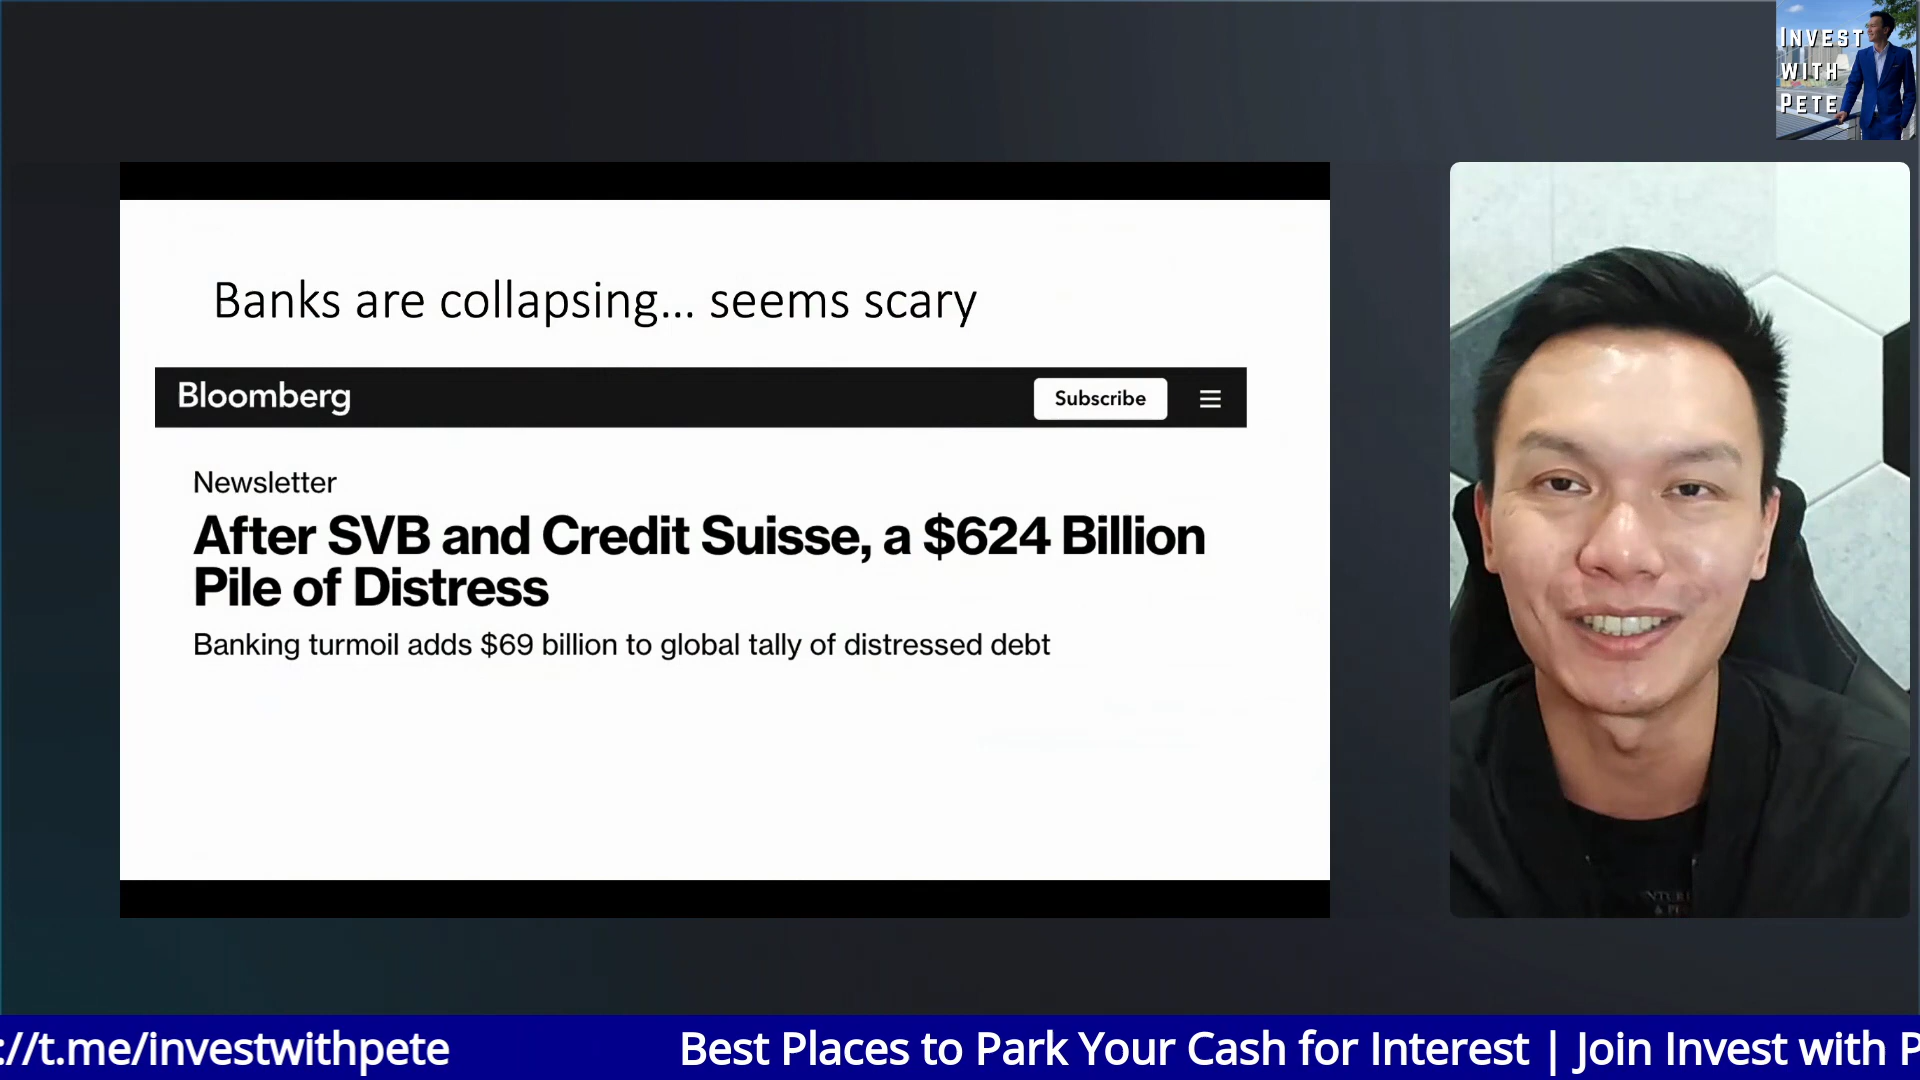 INVEST
WITH
PETE
Banks are collapsing... seems scary
Bloomberg
Subscribe
Newsletter
After SVB and Credit Suisse, a $624 Billion
Pile of Distress
Banking turmoil adds $69 billion to global tally of distressed debt
://t.me/investwithpete
Best Places to Park Your Cash for Interest | Join Invest with P